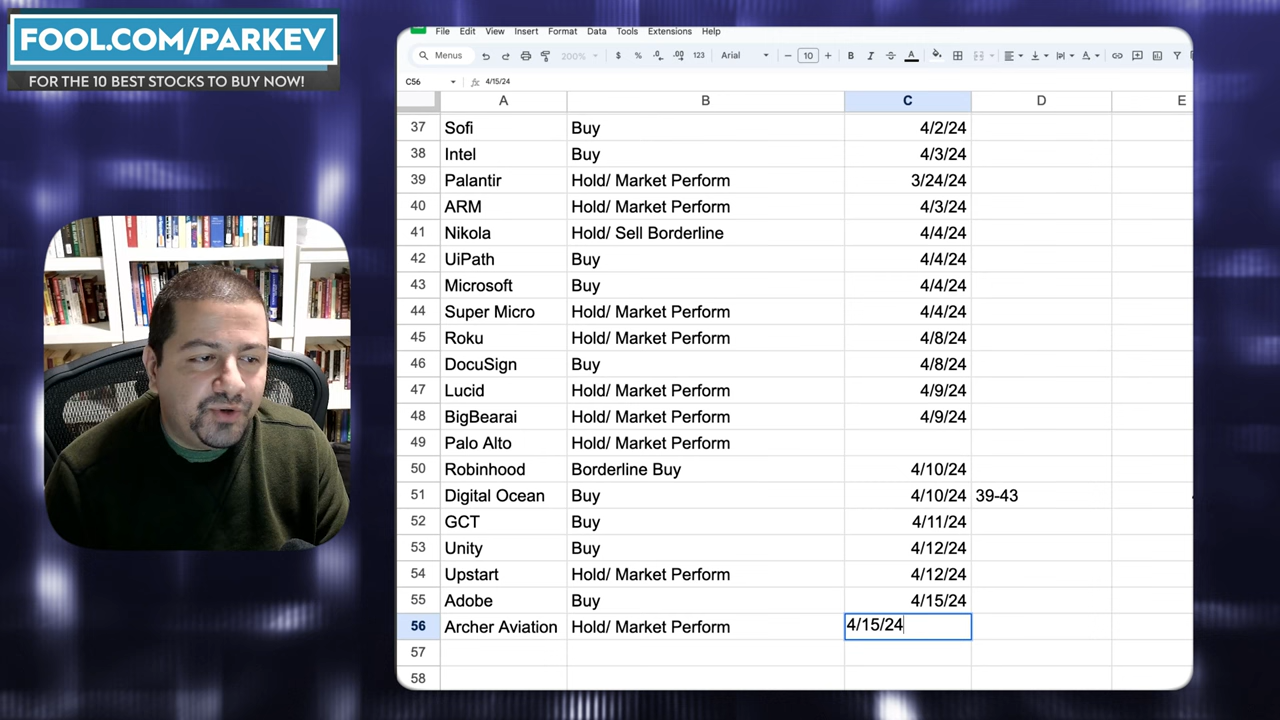 FOOL.COM/PARKEV
FOR THE 10 BEST STOCKS TO BUY NOW!
File Edit View Insert Format Data Tools Extensions Help
Menus 200% $ % .0 .00 123 Arial 10 B I A
C56 fx 4/15/24
A B C D E
37 Sofi Buy 4/2/24
38 Intel Buy 4/3/24
39 Palantir Hold/ Market Perform 3/24/24
40 ARM Hold/ Market Perform 4/3/24
41 Nikola Hold/ Sell Borderline 4/4/24
42 UiPath Buy 4/4/24
43 Microsoft Buy 4/4/24
44 Super Micro Hold/ Market Perform 4/4/24
45 Roku Hold/ Market Perform 4/8/24
46 DocuSign Buy 4/8/24
47 Lucid Hold/ Market Perform 4/9/24
48 BigBearai Hold/ Market Perform 4/9/24
49 Palo Alto Hold/ Market Perform
50 Robinhood Borderline Buy 4/10/24
51 Digital Ocean Buy 4/10/24 39-43
52 GCT Buy 4/11/24
53 Unity Buy 4/12/24
54 Upstart Hold/ Market Perform 4/12/24
55 Adobe Buy 4/15/24
56 Archer Aviation Hold/ Market Perform 4/15/24
57
58